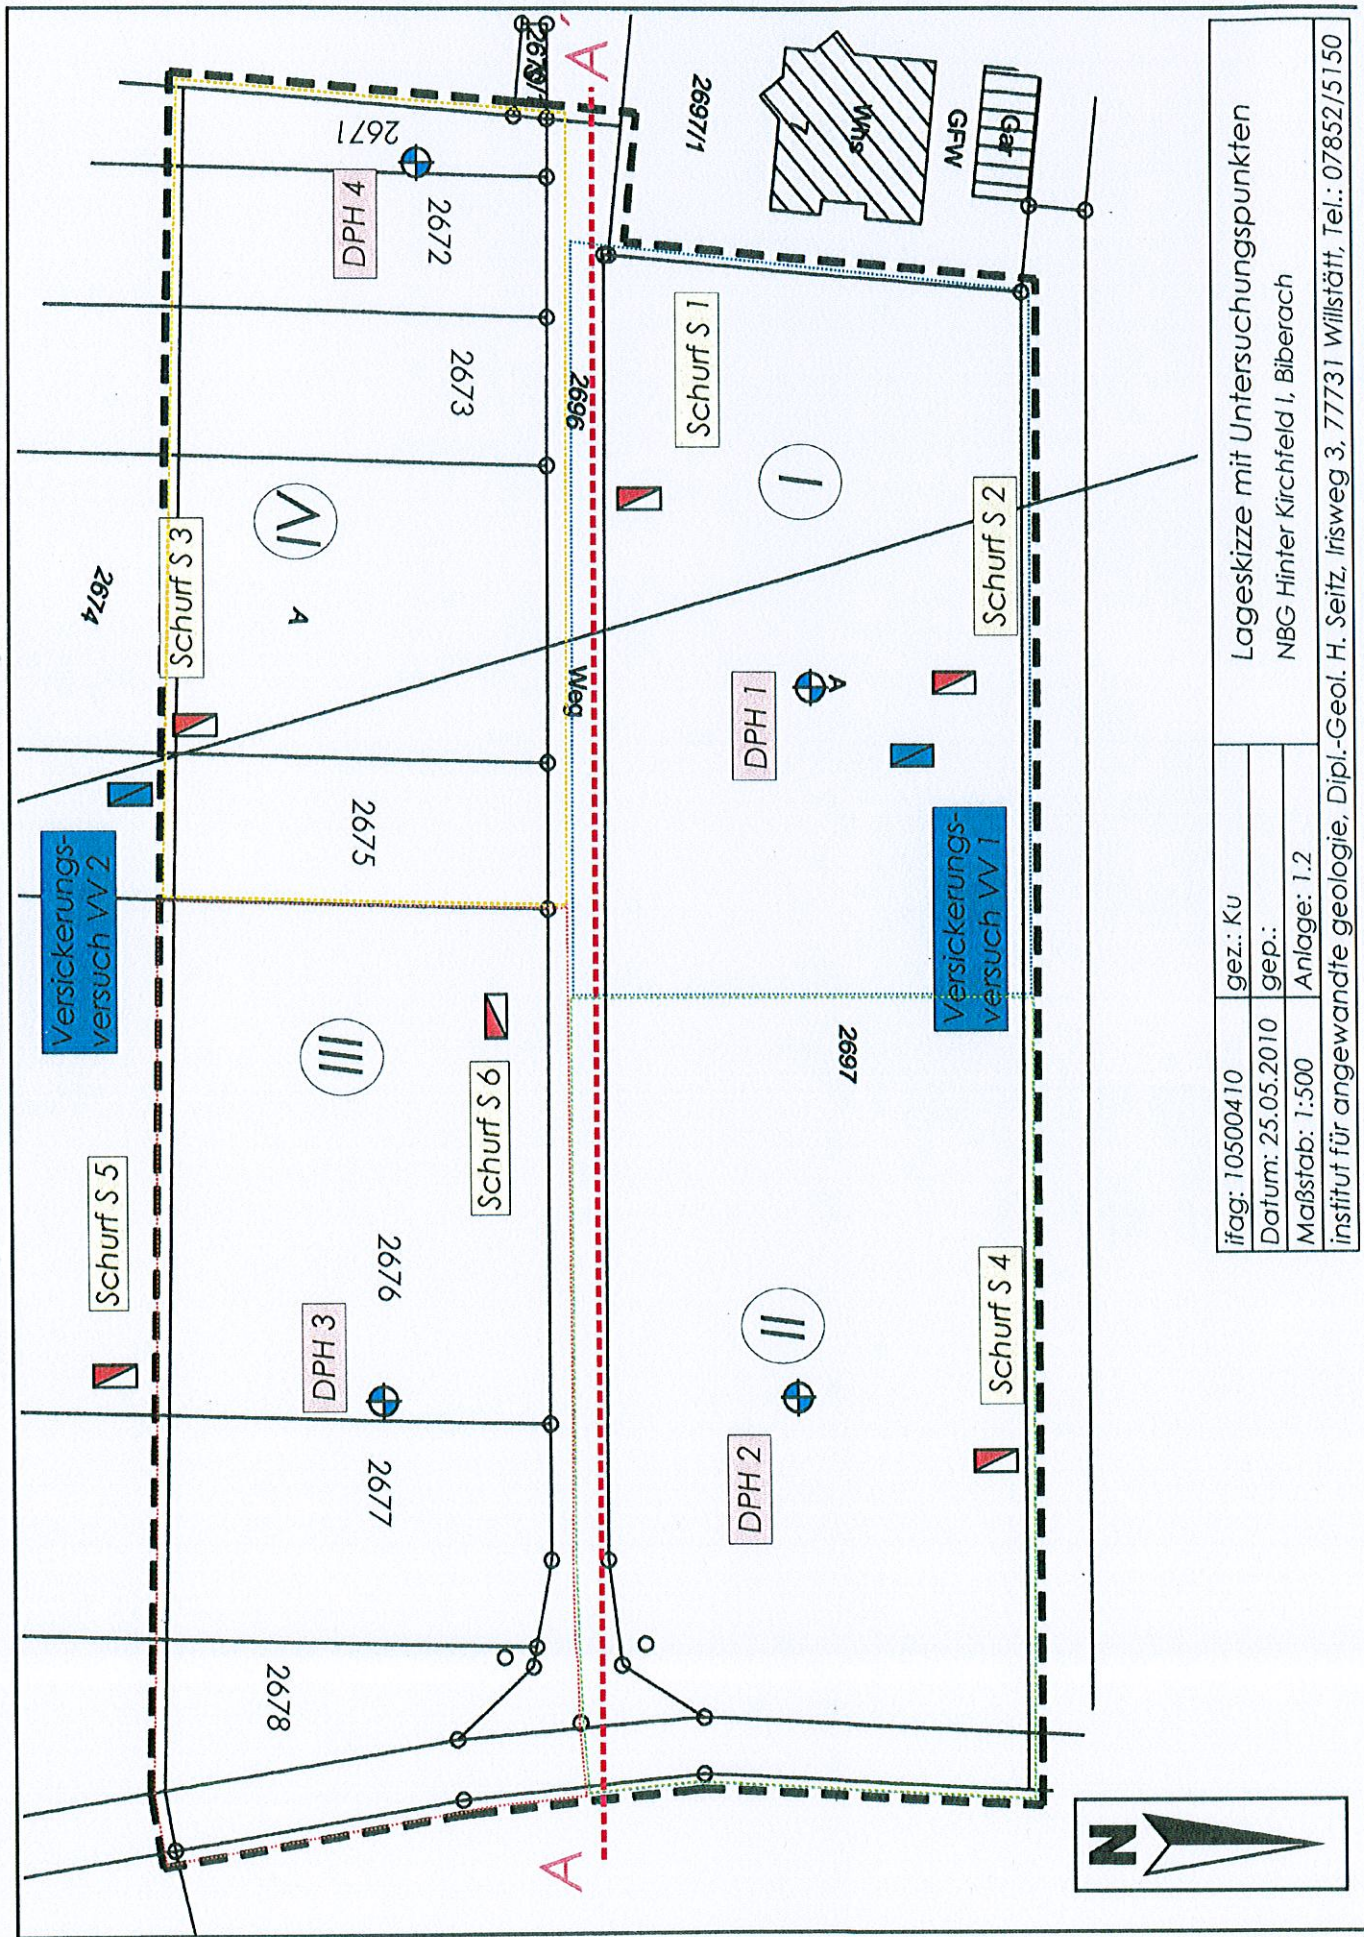 Lageskizze mit Untersuchungspunkten
NBG Hinter Kirchfeld I, Biberach
ifag: 10500410
gez.: Ku
Datum: 25.05.2010
gep.:
Maßstab: 1:500
Anlage: 1.2
institut für angewandte geologie, Dipl.-Geol. H. Seitz, Irisweg 3, 77731 Willstätt, Tel.: 07852/5150
N
Gar
GFW
Whs
2697/1
A´
2671
DPH 4
2672
2673
2696
Schurf S 1
I
Schurf S 2
IV
Schurf S 3
A
2674
Weg
DPH 1
A
2675
Versickerungs-
versuch VV 2
Versickerungs-
versuch VV 1
III
Schurf S 6
2697
Schurf S 5
2676
DPH 3
II
Schurf S 4
2677
DPH 2
2678
A